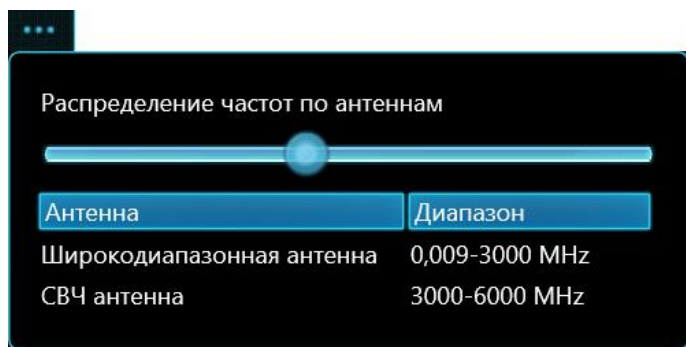 ...
Распределение частот по антеннам
Антенна Диапазон
Широкодиапазонная антенна 0,009-3000 MHz
СВЧ антенна 3000-6000 MHz